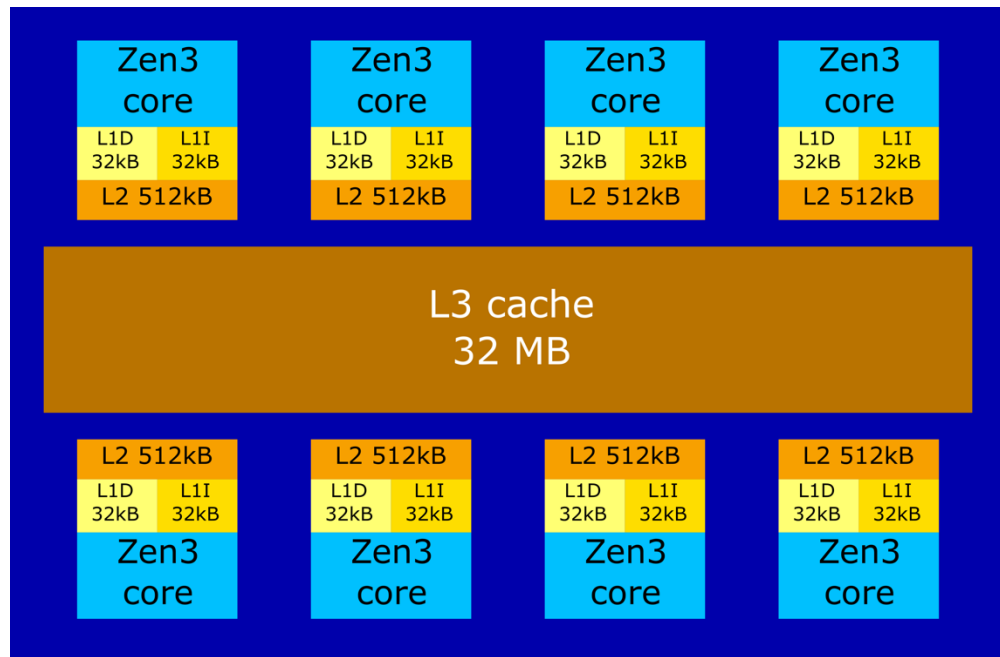 Zen3
core
L1D
32kB
L1I
32kB
L2 512kB
Zen3
core
L1D
32kB
L1I
32kB
L2 512kB
Zen3
core
L1D
32kB
L1I
32kB
L2 512kB
Zen3
core
L1D
32kB
L1I
32kB
L2 512kB
L3 cache
32 MB
L2 512kB
L1D
32kB
L1I
32kB
Zen3
core
L2 512kB
L1D
32kB
L1I
32kB
Zen3
core
L2 512kB
L1D
32kB
L1I
32kB
Zen3
core
L2 512kB
L1D
32kB
L1I
32kB
Zen3
core